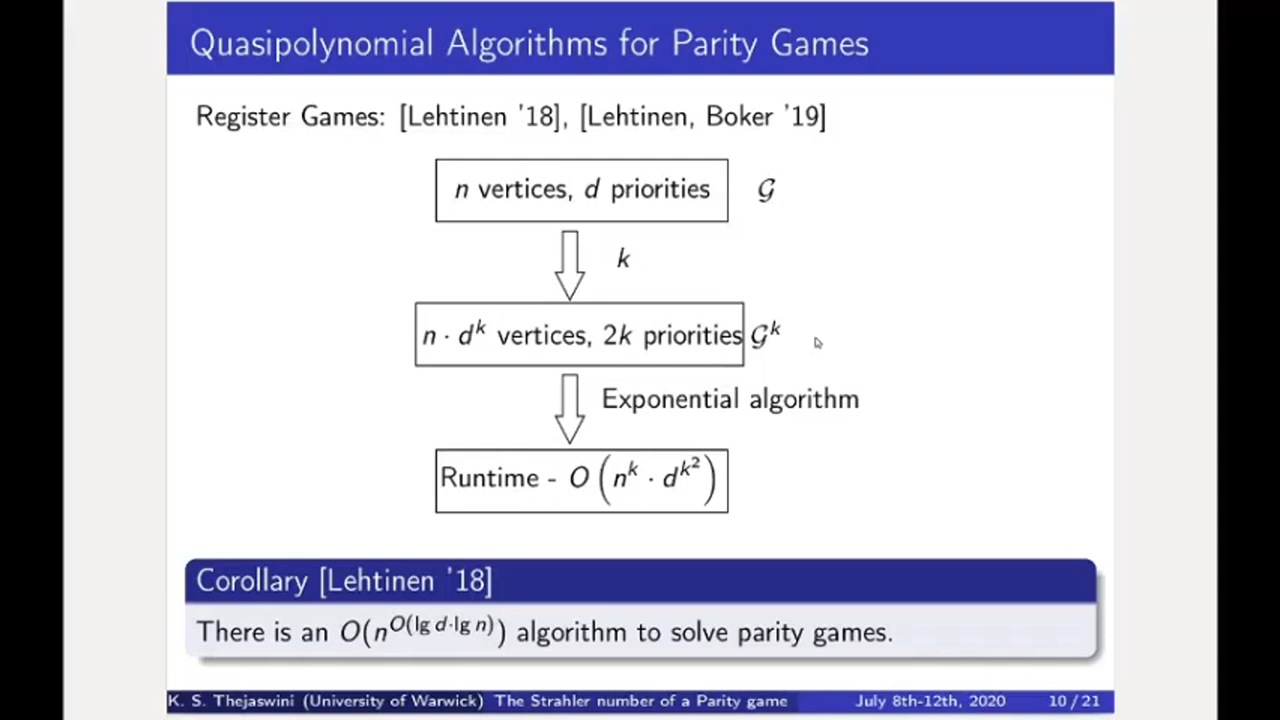 Quasipolynomial Algorithms for Parity Games
Register Games: [Lehtinen '18], [Lehtinen, Boker '19]
n vertices, d priorities 𝒢
k
n · d^k vertices, 2k priorities 𝒢^k
Exponential algorithm
Runtime - O (n^k · d^{k^2})
Corollary [Lehtinen '18]
There is an O(n^{O(lg d·lg n)}) algorithm to solve parity games.
K. S. Thejaswini (University of Warwick) The Strahler number of a Parity game July 8th-12th, 2020 10 / 21